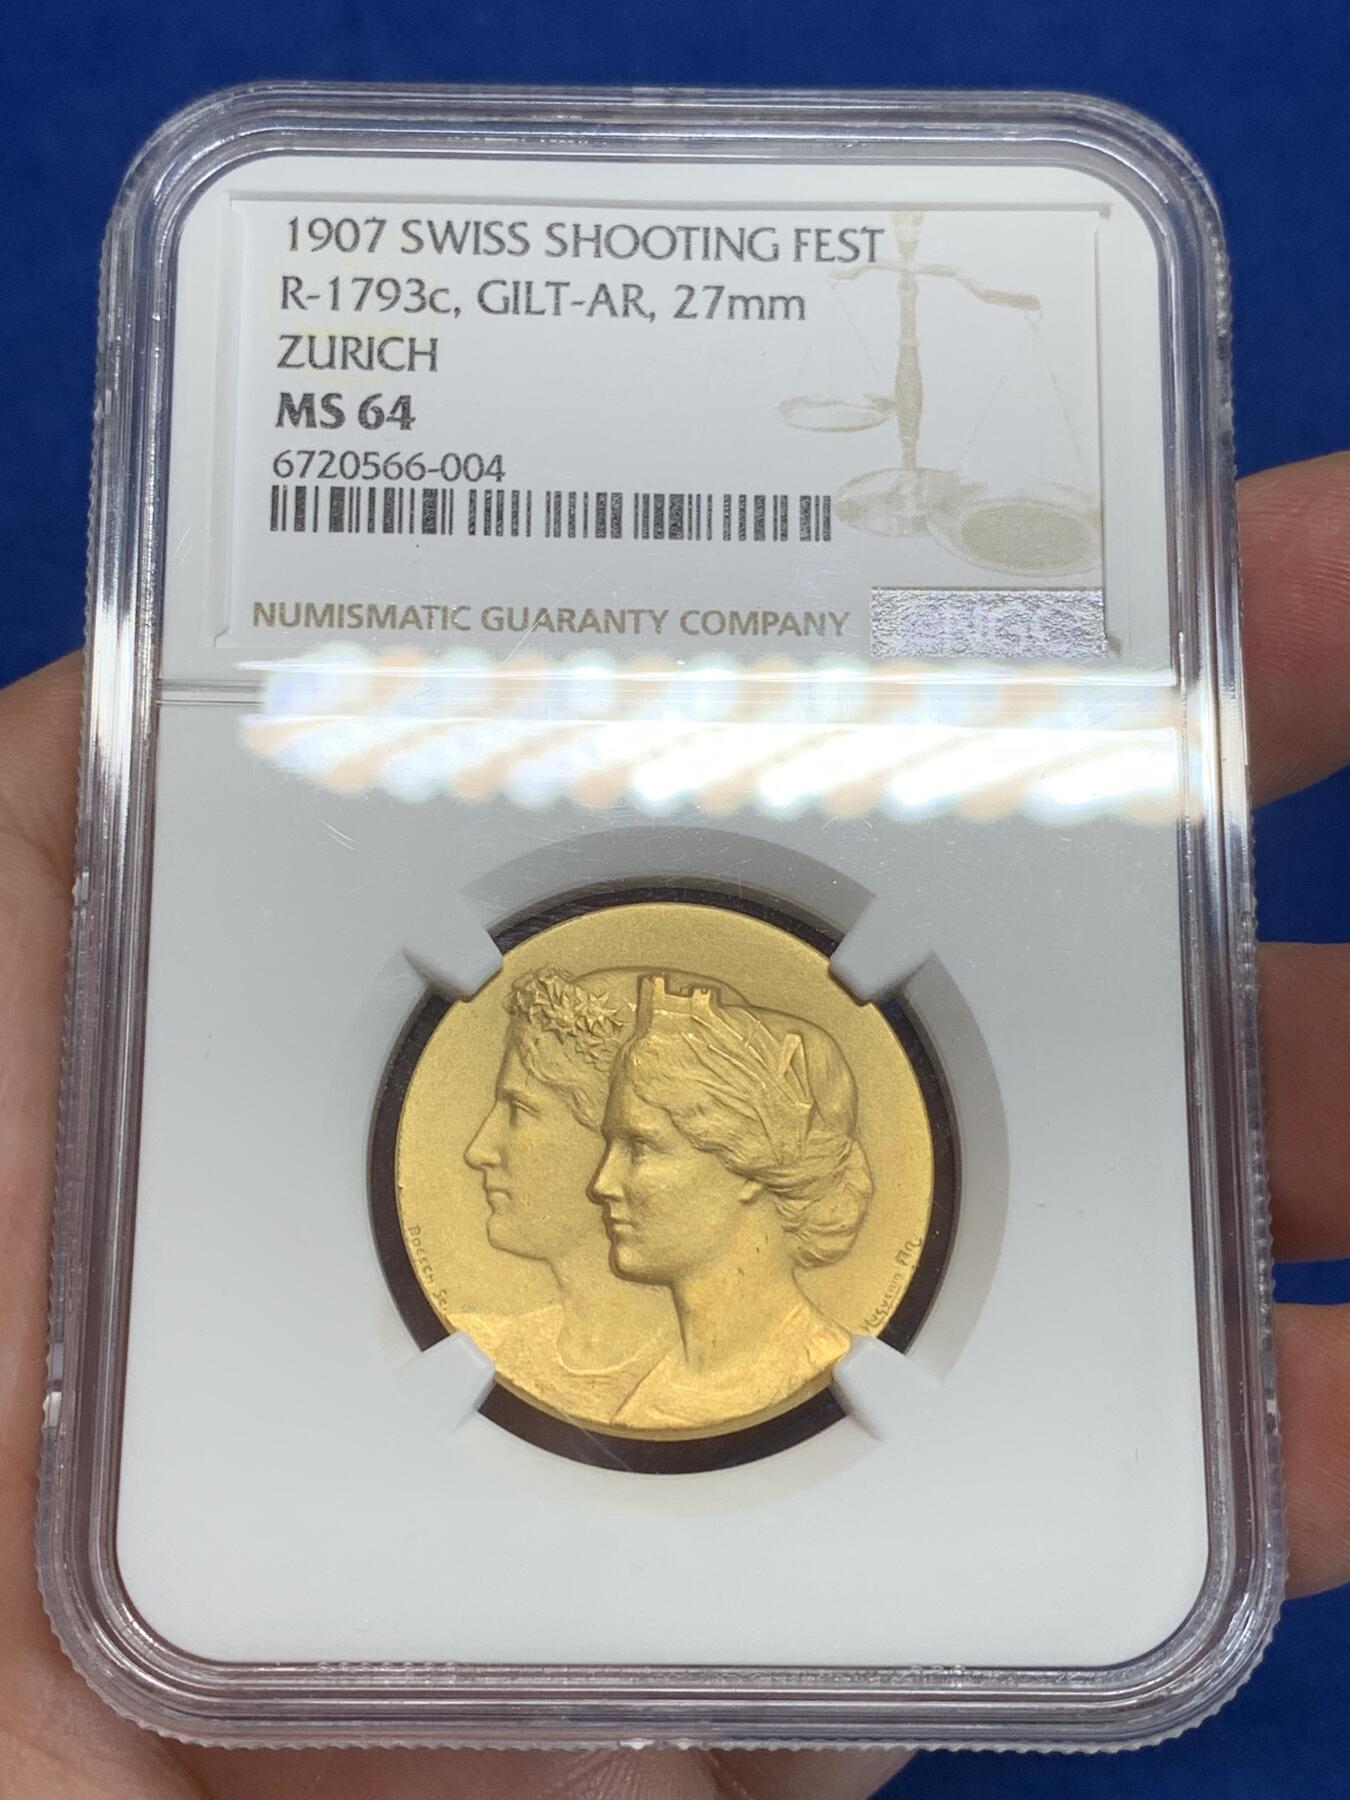 1907 SWISS SHOOTING FEST
R-1793c, GILT-AR, 27mm
ZURICH
MS 64
6720566-004
NUMISMATIC GUARANTY COMPANY